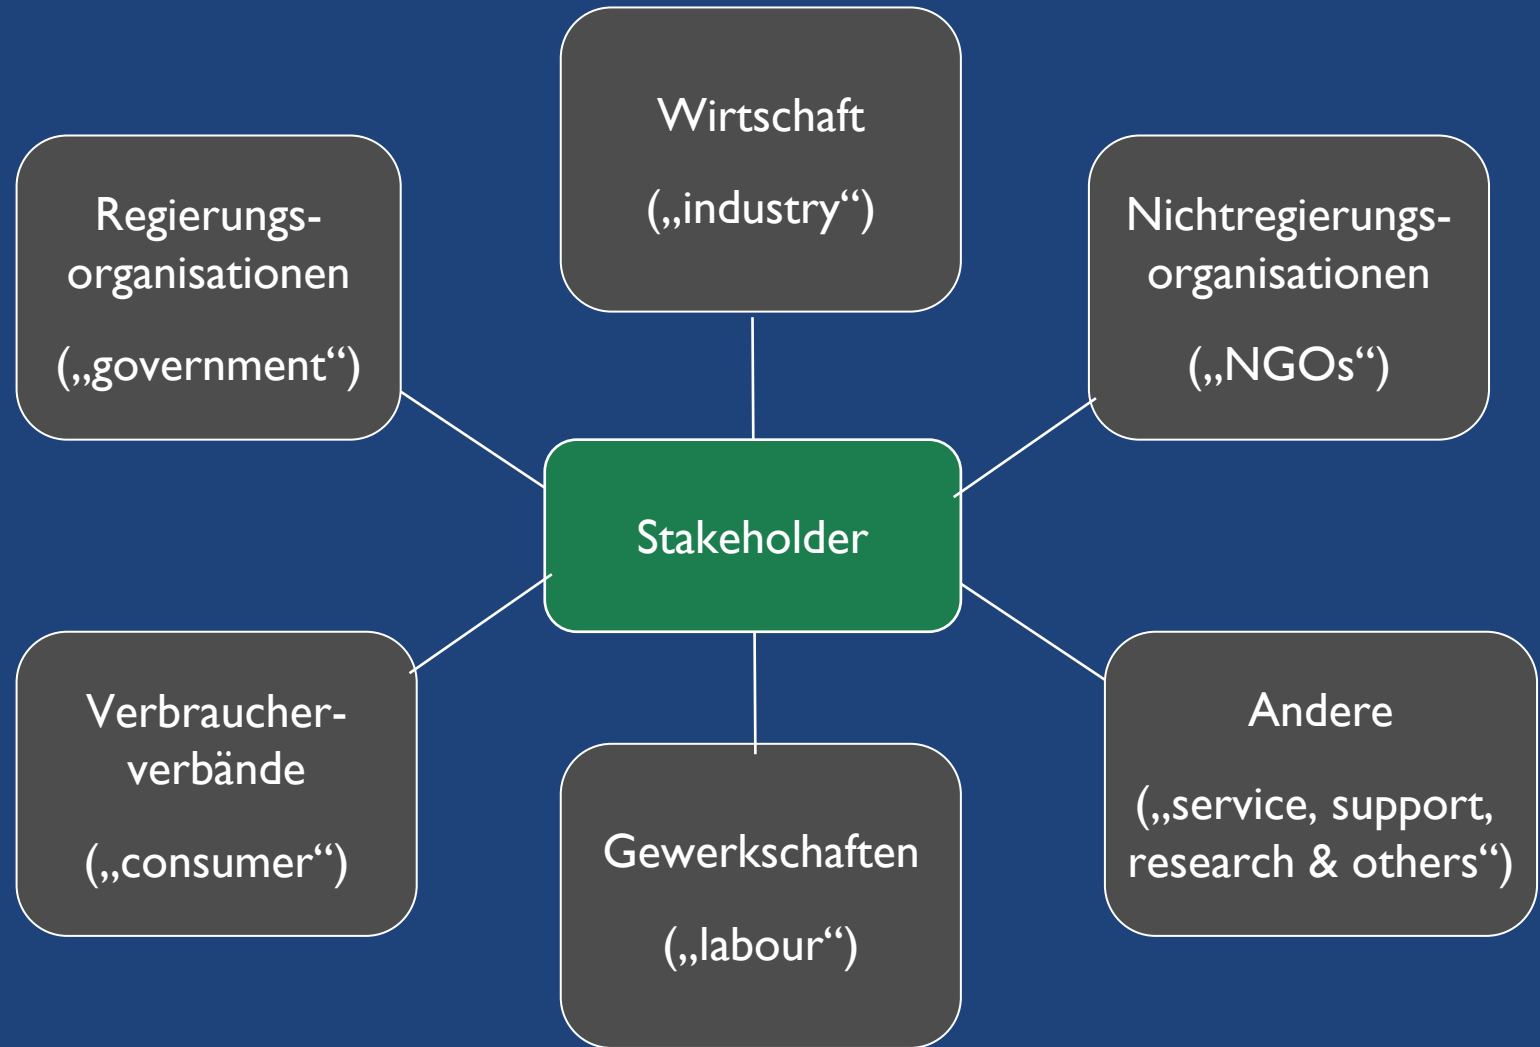 Wirtschaft
(„industry“)
Regierungs-
organisationen
(„government“)
Nichtregierungs-
organisationen
(„NGOs“)
Stakeholder
Verbraucher-
verbände
(„consumer“)
Gewerkschaften
(„labour“)
Andere
(„service, support,
research & others“)